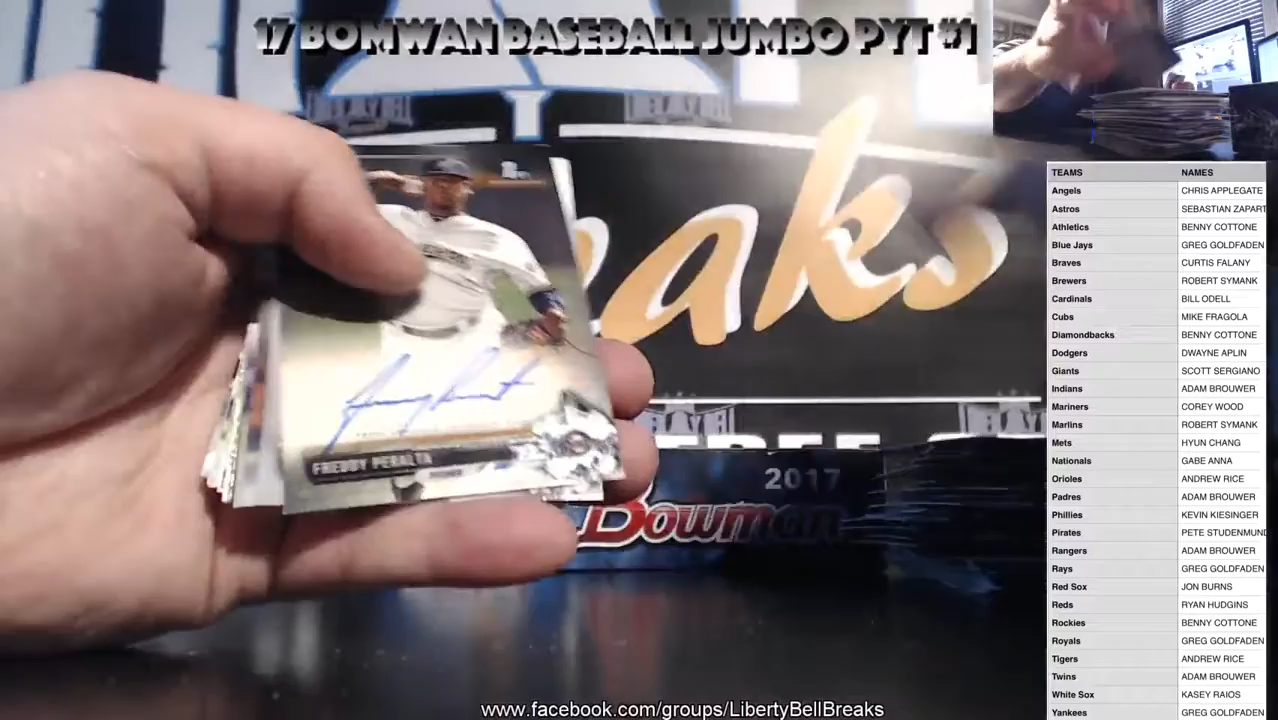 17 BOMWAN BASEBALL JUMBO PYT #1
aks
FREDDY PERALTA
2017
Bowman
www.facebook.com/groups/LibertyBellBreaks
TEAMS NAMES
Angels CHRIS APPLEGATE
Astros SEBASTIAN ZAPART
Athletics BENNY COTTONE
Blue Jays GREG GOLDFADEN
Braves CURTIS FALANY
Brewers ROBERT SYMANK
Cardinals BILL ODELL
Cubs MIKE FRAGOLA
Diamondbacks BENNY COTTONE
Dodgers DWAYNE APLIN
Giants SCOTT SERGIANO
Indians ADAM BROUWER
Mariners COREY WOOD
Marlins ROBERT SYMANK
Mets HYUN CHANG
Nationals GABE ANNA
Orioles ANDREW RICE
Padres ADAM BROUWER
Phillies KEVIN KIESINGER
Pirates PETE STUDENMUND
Rangers ADAM BROUWER
Rays GREG GOLDFADEN
Red Sox JON BURNS
Reds RYAN HUDGINS
Rockies BENNY COTTONE
Royals GREG GOLDFADEN
Tigers ANDREW RICE
Twins ADAM BROUWER
White Sox KASEY RAIOS
Yankees GREG GOLDFADEN